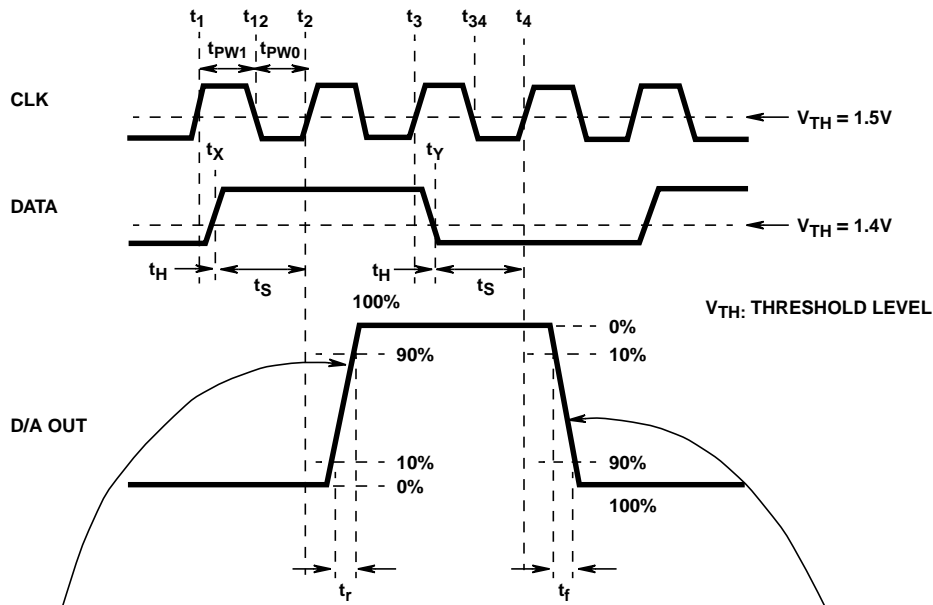 t1 t12 t2 t3 t34 t4
tPW1 tPW0
CLK
VTH = 1.5V
tX tY
DATA
VTH = 1.4V
tH tS tH tS
100%
VTH: THRESHOLD LEVEL
0%
90% 10%
D/A OUT
10% 90%
0%
100%
tr tf